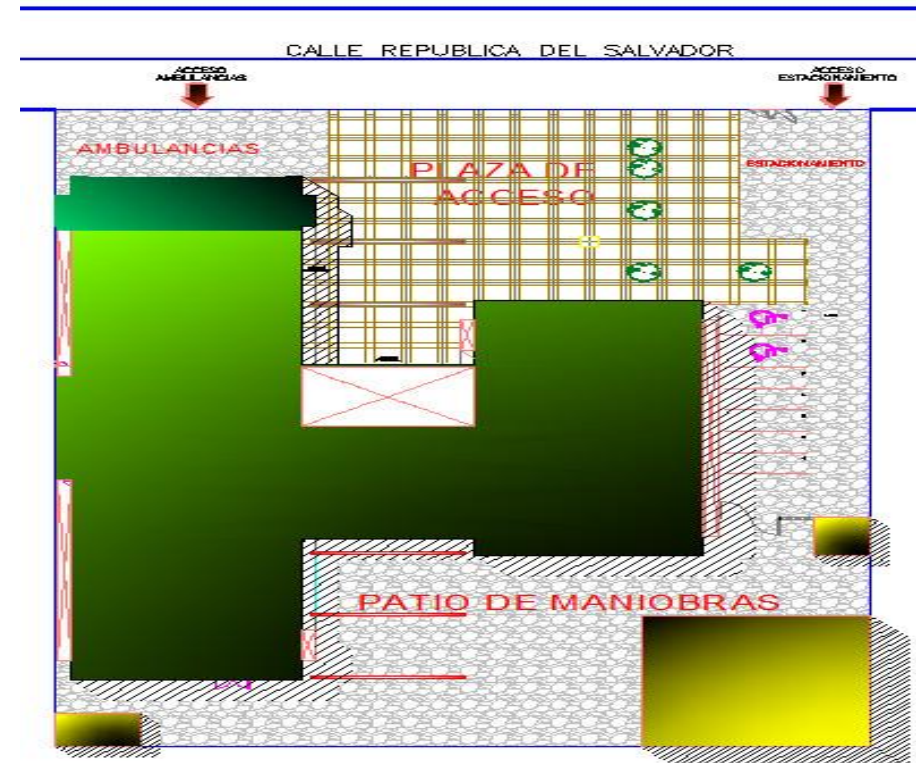 CALLE REPUBLICA DEL SALVADOR
ACCESO
AMBULANCIAS
ACCESO
ESTACIONAMIENTO
AMBULANCIAS
PLAZA DE
ACCESO
ESTACIONAMIENTO
PATIO DE MANIOBRAS